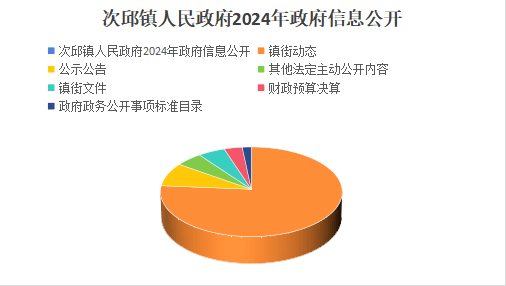 次邱镇人民政府2024年政府信息公开
次邱镇人民政府2024年政府信息公开 镇街动态
公示公告 其他法定主动公开内容
镇街文件 财政预算决算
政府政务公开事项标准目录